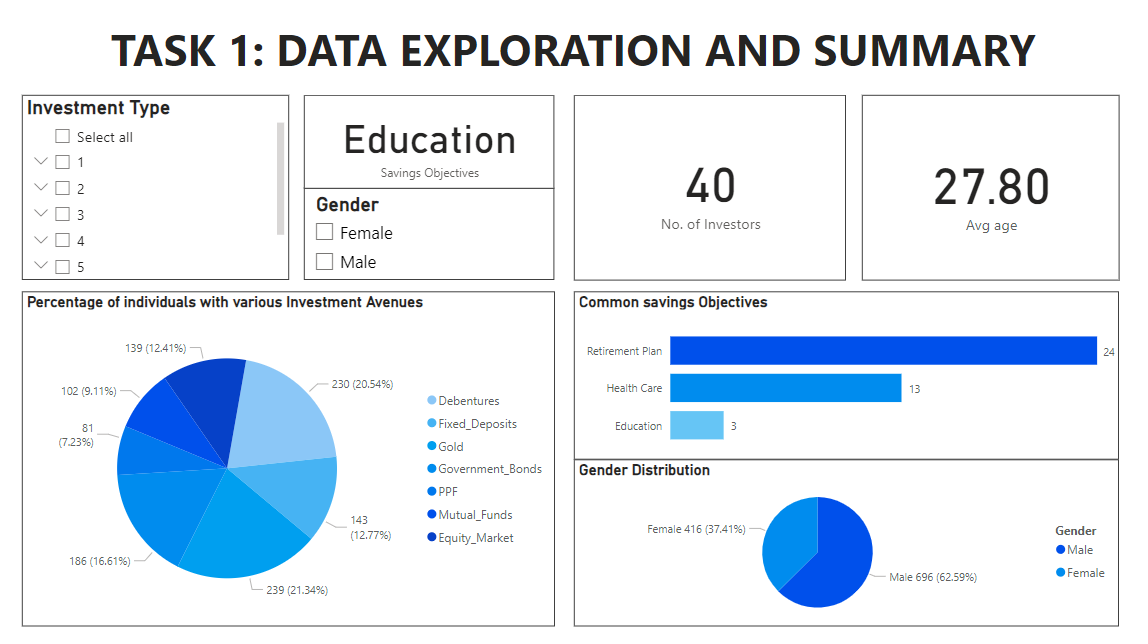 TASK 1: DATA EXPLORATION AND SUMMARY
Investment Type
Select all
1
2
3
4
5
Education
Savings Objectives
Gender
Female
Male
40
No. of Investors
27.80
Avg age
Percentage of individuals with various Investment Avenues
139 (12.41%)
230 (20.54%)
102 (9.11%)
81
(7.23%)
143
(12.77%)
186 (16.61%)
239 (21.34%)
Debentures
Fixed_Deposits
Gold
Government_Bonds
PPF
Mutual_Funds
Equity_Market
Common savings Objectives
Retirement Plan 24
Health Care 13
Education 3
Gender Distribution
Female 416 (37.41%)
Male 696 (62.59%)
Gender
Male
Female